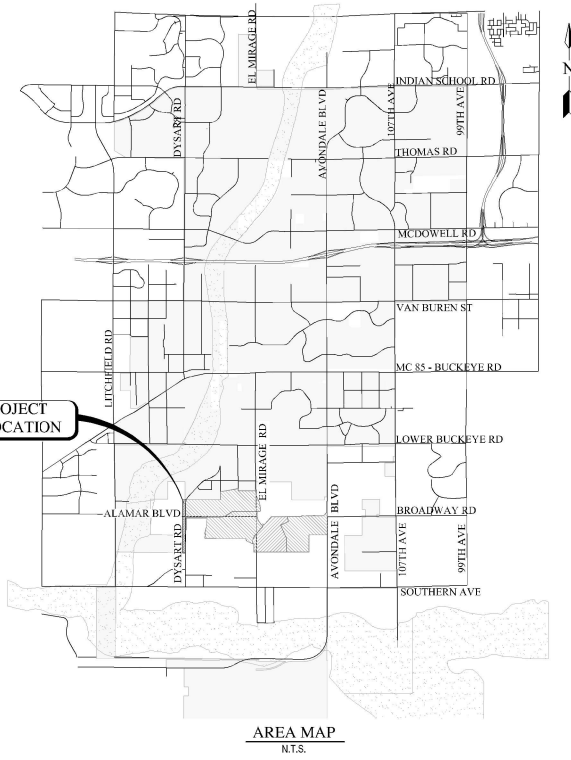 EL MIRAGE RD
N
INDIAN SCHOOL RD
DYSART RD
AVONDALE BLVD
107TH AVE
99TH AVE
THOMAS RD
MCDOWELL RD
VAN BUREN ST
LITCHFIELD RD
MC 85 - BUCKEYE RD
OJECT
CATION
EL MIRAGE RD
LOWER BUCKEYE RD
ALAMAR BLVD
AVONDALE BLVD
BROADWAY RD
DYSART RD
107TH AVE
99TH AVE
SOUTHERN AVE
AREA MAP
N.T.S.